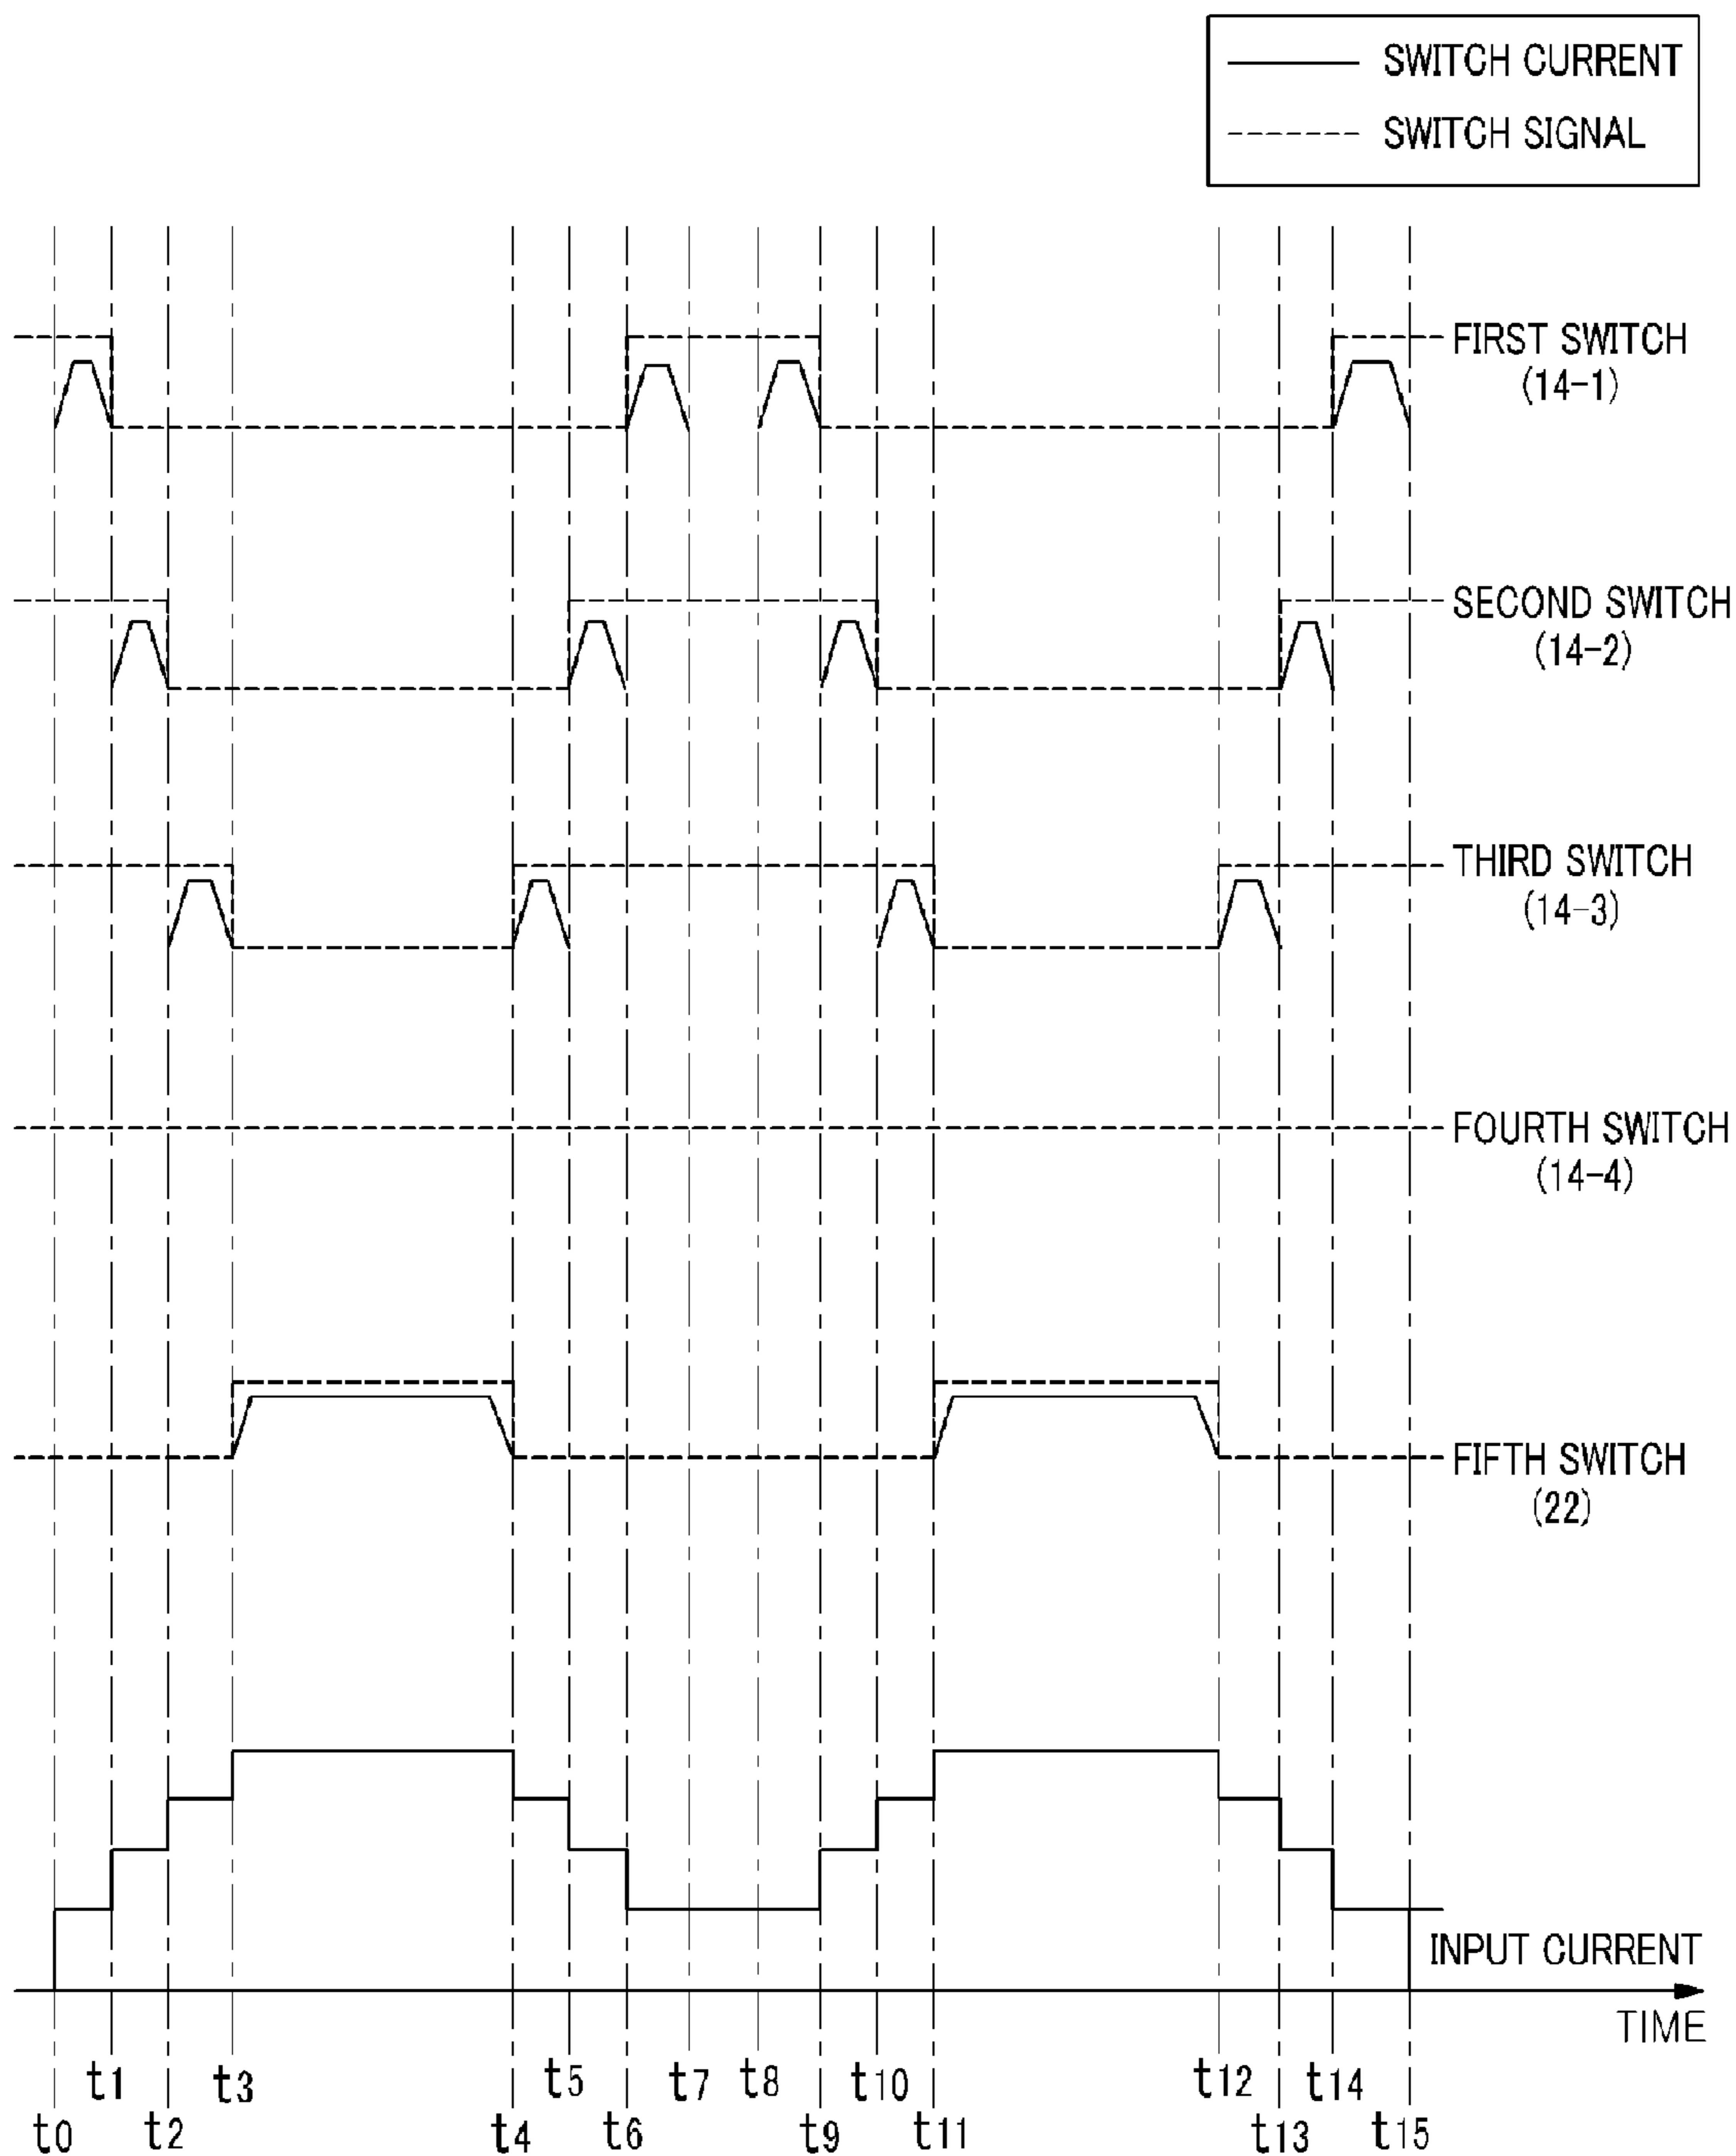 SWITCH CURRENT
SWITCH SIGNAL
FIRST SWITCH
(14-1)
SECOND SWITCH
(14-2)
THIRD SWITCH
(14-3)
FOURTH SWITCH
(14-4)
FIFTH SWITCH
(22)
INPUT CURRENT
TIME
t1 t3 t5 t7 t8 t10 t12 t14
t0 t2 t4 t6 t9 t11 t13 t15